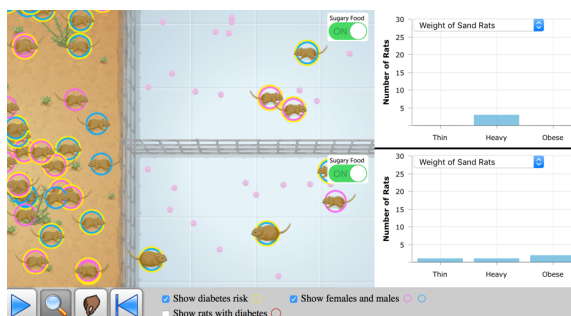 Sugary Food
ON
Weight of Sand Rats
Number of Rats
30
25
20
15
10
5
Thin Heavy Obese
Sugary Food
ON
Weight of Sand Rats
Number of Rats
30
25
20
15
10
5
Thin Heavy Obese
Show diabetes risk
Show females and males
Show rats with diabetes